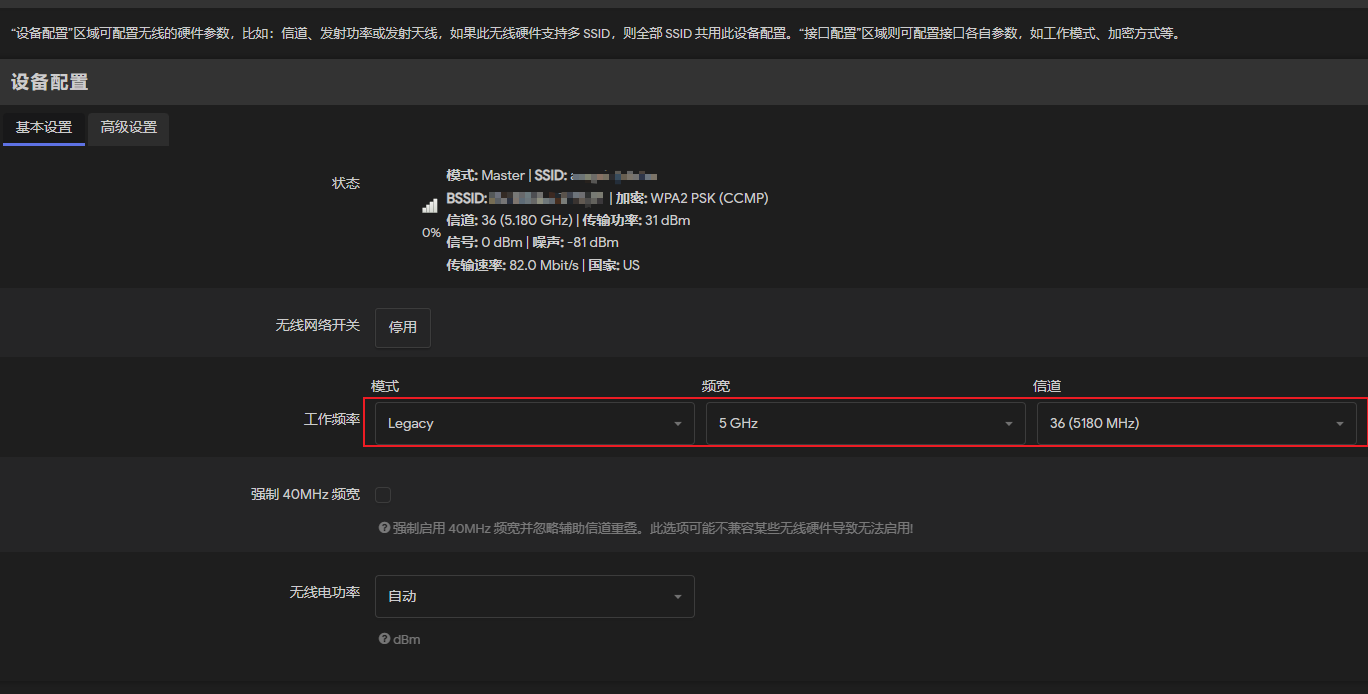 “设备配置”区域可配置无线的硬件参数，比如：信道、发射功率或发射天线，如果此无线硬件支持多 SSID，则全部 SSID 共用此设备配置。“接口配置”区域则可配置接口各自参数，如工作模式、加密方式等。
设备配置
基本设置 高级设置
状态
模式: Master | SSID:
BSSID: | 加密: WPA2 PSK (CCMP)
信道: 36 (5.180 GHz) | 传输功率: 31 dBm
0%
信号: 0 dBm | 噪声: -81 dBm
传输速率: 82.0 Mbit/s | 国家: US
无线网络开关 停用
模式 频宽 信道
工作频率 Legacy 5 GHz 36 (5180 MHz)
强制 40MHz 频宽
强制启用 40MHz 频宽并忽略辅助信道重叠。此选项可能不兼容某些无线硬件导致无法启用!
无线电功率 自动
dBm